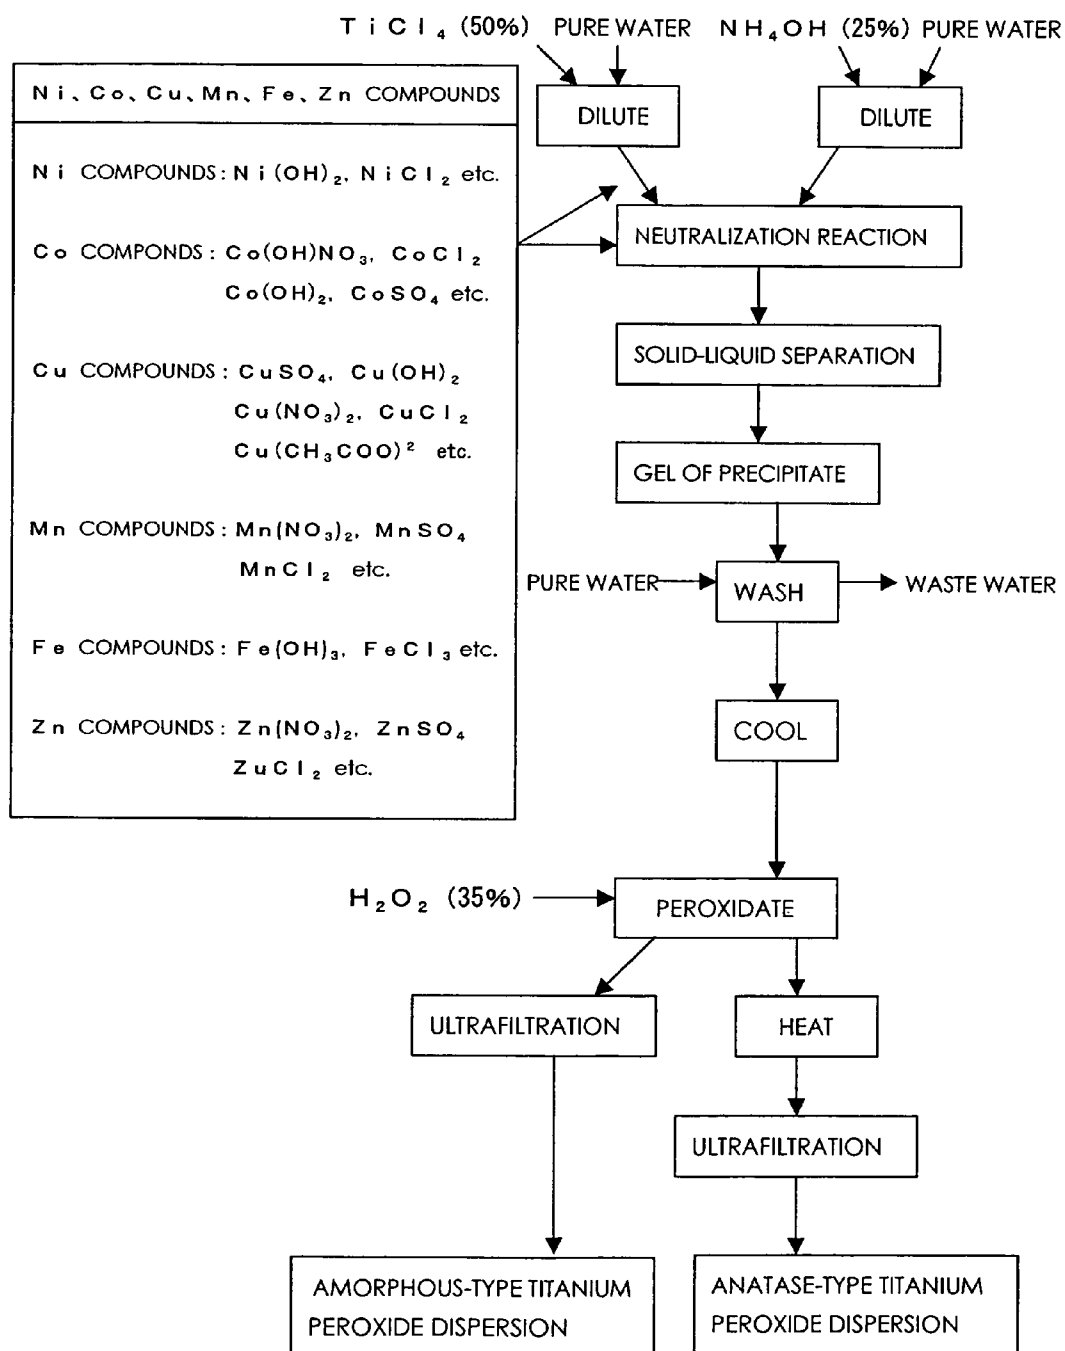 TiCl₄ (50%) PURE WATER NH₄OH (25%) PURE WATER
Ni、Co、Cu、Mn、Fe、Zn COMPOUNDS
DILUTE
DILUTE
Ni COMPOUNDS: Ni(OH)₂, NiCl₂ etc.
Co COMPONDS: Co(OH)NO₃, CoCl₂
Co(OH)₂, CoSO₄ etc.
Cu COMPOUNDS: CuSO₄, Cu(OH)₂
Cu(NO₃)₂, CuCl₂
Cu(CH₃COO)² etc.
Mn COMPOUNDS: Mn(NO₃)₂, MnSO₄
MnCl₂ etc.
Fe COMPOUNDS: Fe(OH)₃, FeCl₃ etc.
Zn COMPOUNDS: Zn(NO₃)₂, ZnSO₄
ZuCl₂ etc.
NEUTRALIZATION REACTION
SOLID-LIQUID SEPARATION
GEL OF PRECIPITATE
PURE WATER WASH WASTE WATER
COOL
H₂O₂ (35%) PEROXIDATE
ULTRAFILTRATION
HEAT
ULTRAFILTRATION
AMORPHOUS-TYPE TITANIUM
PEROXIDE DISPERSION
ANATASE-TYPE TITANIUM
PEROXIDE DISPERSION